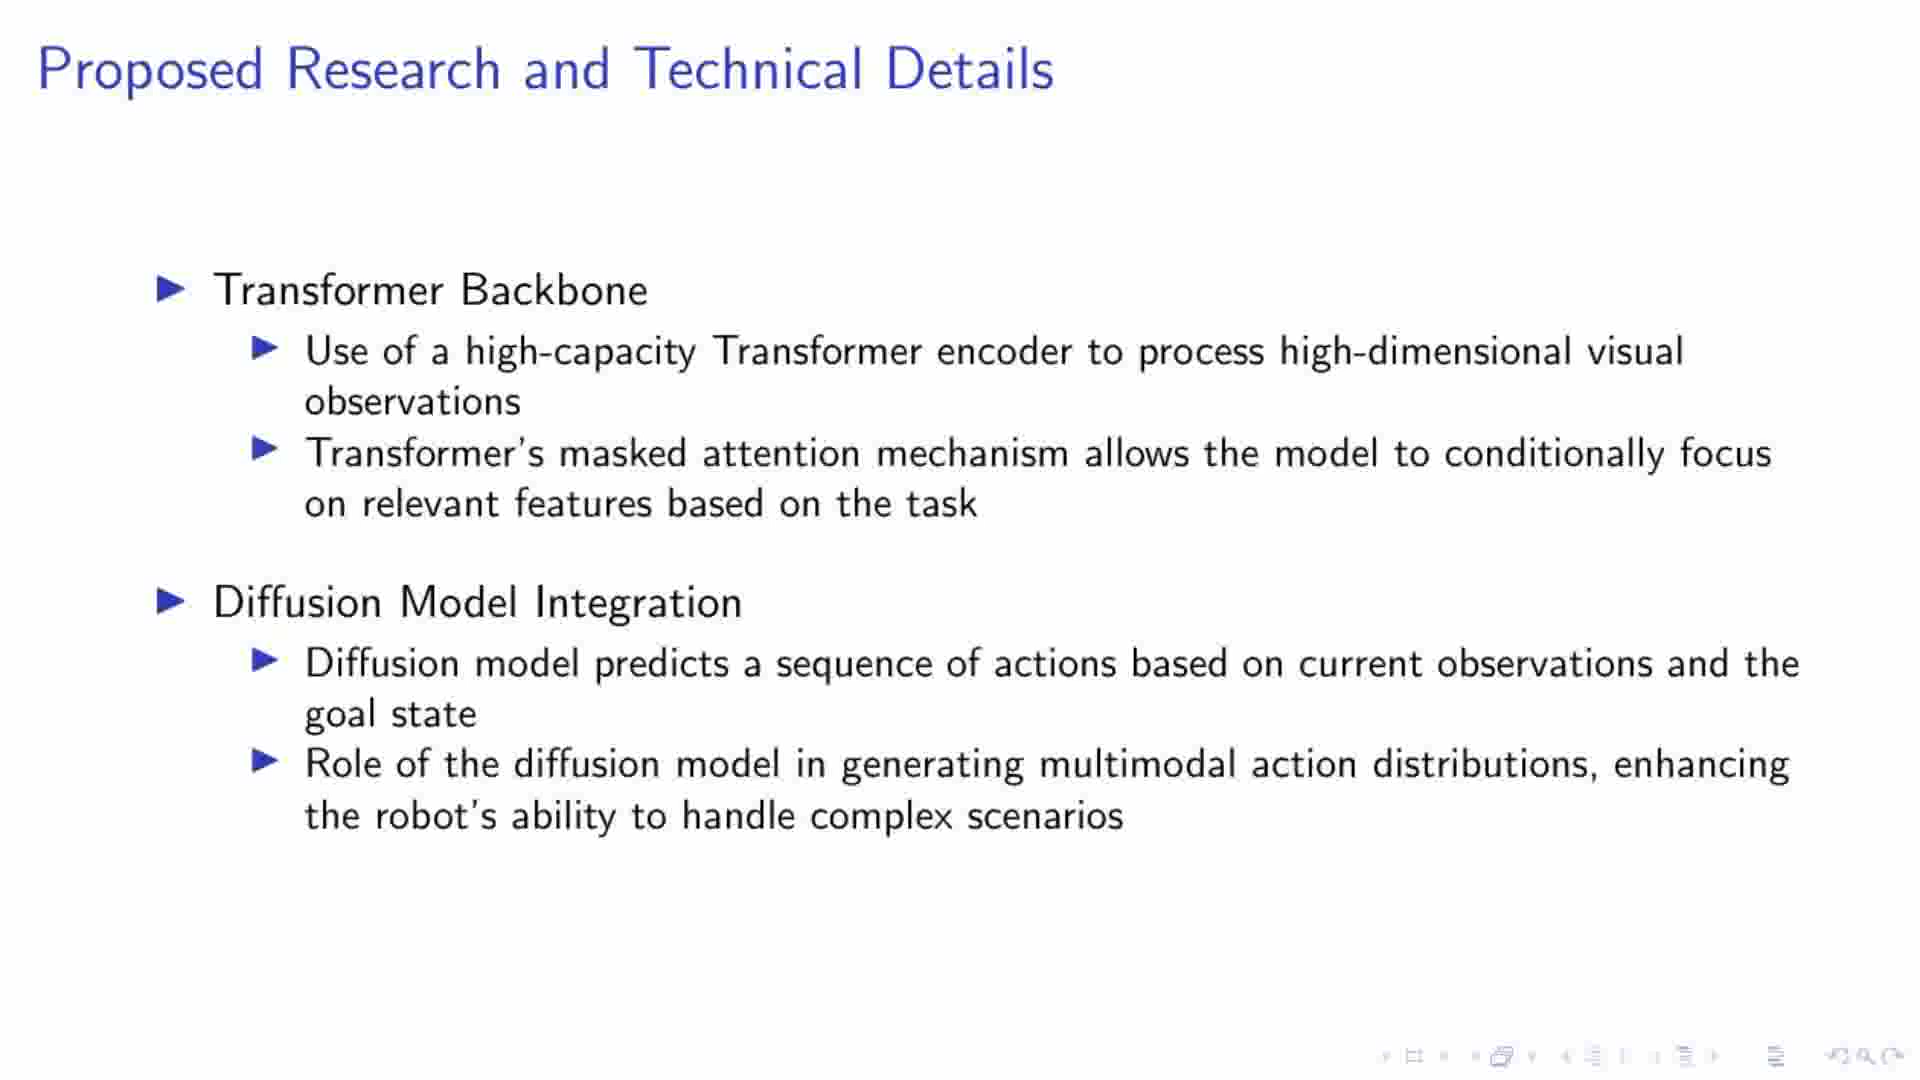 Proposed Research and Technical Details
Transformer Backbone
Use of a high-capacity Transformer encoder to process high-dimensional visual
observations
Transformer's masked attention mechanism allows the model to conditionally focus
on relevant features based on the task
Diffusion Model Integration
Diffusion model predicts a sequence of actions based on current observations and the
goal state
Role of the diffusion model in generating multimodal action distributions, enhancing
the robot's ability to handle complex scenarios